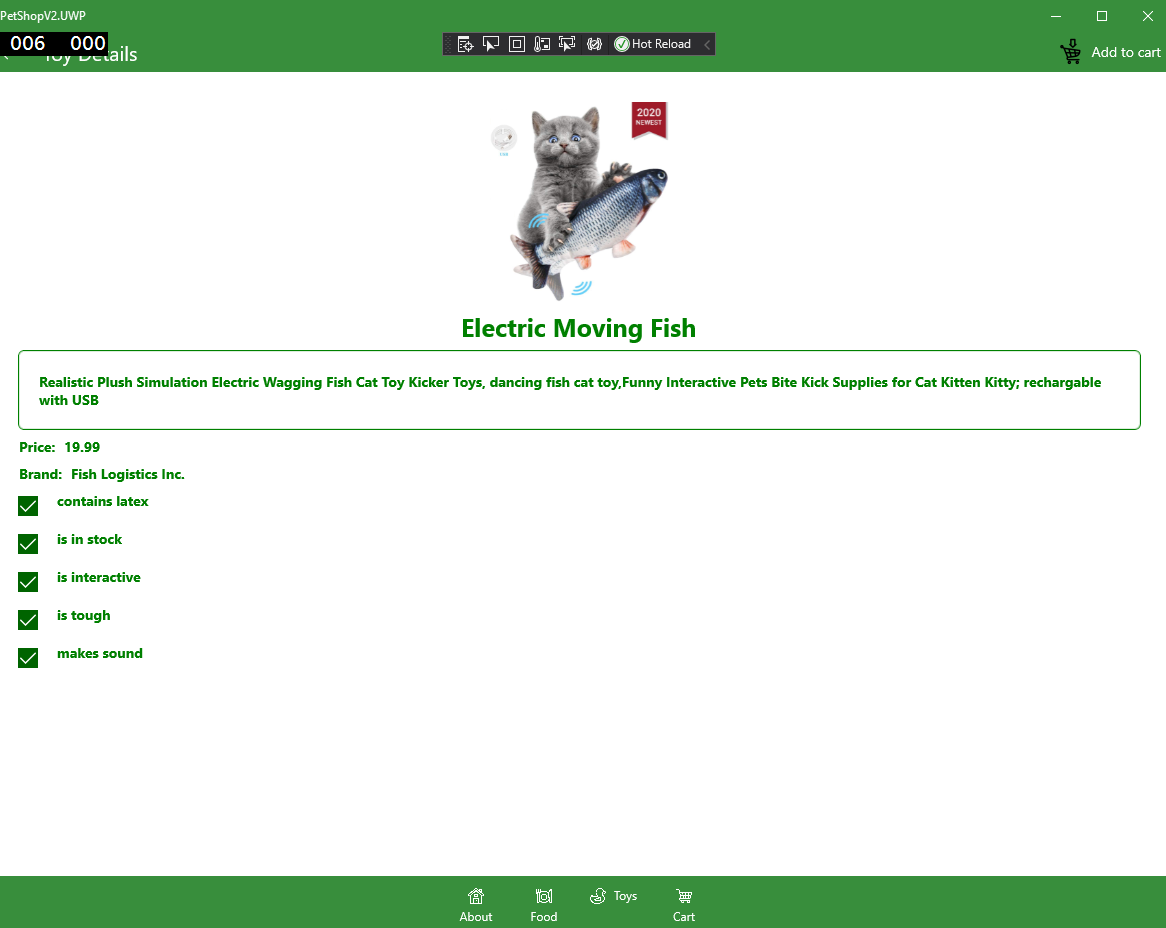 PetShopV2.UWP
006 000
Toy Details
Hot Reload
Add to cart
2020
NEWEST
Electric Moving Fish
Realistic Plush Simulation Electric Wagging Fish Cat Toy Kicker Toys, dancing fish cat toy,Funny Interactive Pets Bite Kick Supplies for Cat Kitten Kitty; rechargable
with USB
Price: 19.99
Brand: Fish Logistics Inc.
contains latex
is in stock
is interactive
is tough
makes sound
About
Food
Toys
Cart